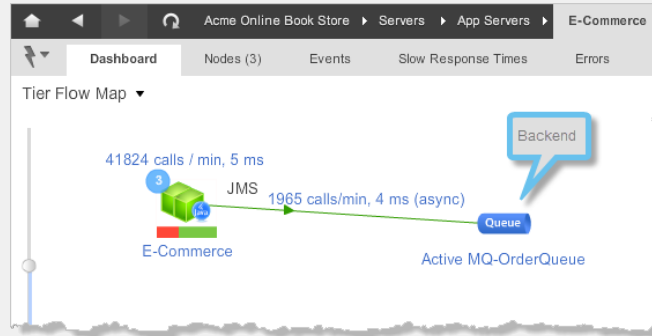 Acme Online Book Store Servers App Servers E-Commerce
Dashboard Nodes (3) Events Slow Response Times Errors
Tier Flow Map
Backend
41824 calls / min, 5 ms
3
JMS
1965 calls/min, 4 ms (async)
Java
Queue
E-Commerce
Active MQ-OrderQueue